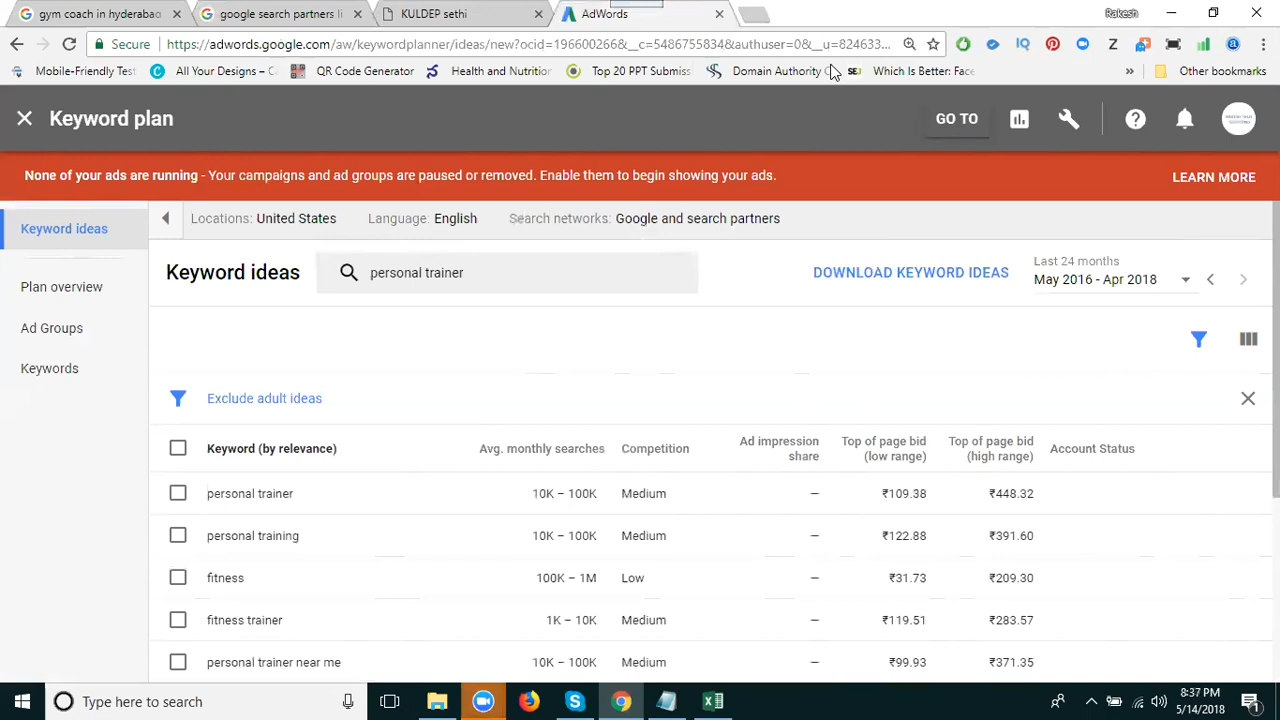 gym coach in hyderabad
google search partners li
KULDEP sethi
AdWords
Rakesh
Secure
https://adwords.google.com/aw/keywordplanner/ideas/new?ocid=196600266&__c=5486755834&authuser=0&__u=824633...
Mobile-Friendly Test
All Your Designs – C
QR Code Generator
Health and Nutrition
Top 20 PPT Submiss
Domain Authority C
Which Is Better: Face
Other bookmarks
Keyword plan
GO TO
None of your ads are running - Your campaigns and ad groups are paused or removed. Enable them to begin showing your ads.
LEARN MORE
Keyword ideas
Plan overview
Ad Groups
Keywords
Locations: United States
Language: English
Search networks: Google and search partners
Keyword ideas
personal trainer
DOWNLOAD KEYWORD IDEAS
Last 24 months
May 2016 - Apr 2018
Exclude adult ideas
Keyword (by relevance)
Avg. monthly searches
Competition
Ad impression share
Top of page bid (low range)
Top of page bid (high range)
Account Status
personal trainer 10K – 100K Medium – ₹109.38 ₹448.32
personal training 10K – 100K Medium – ₹122.88 ₹391.60
fitness 100K – 1M Low – ₹31.73 ₹209.30
fitness trainer 1K – 10K Medium – ₹119.51 ₹283.57
personal trainer near me 10K – 100K Medium – ₹99.93 ₹371.35
Type here to search
8:37 PM
5/14/2018